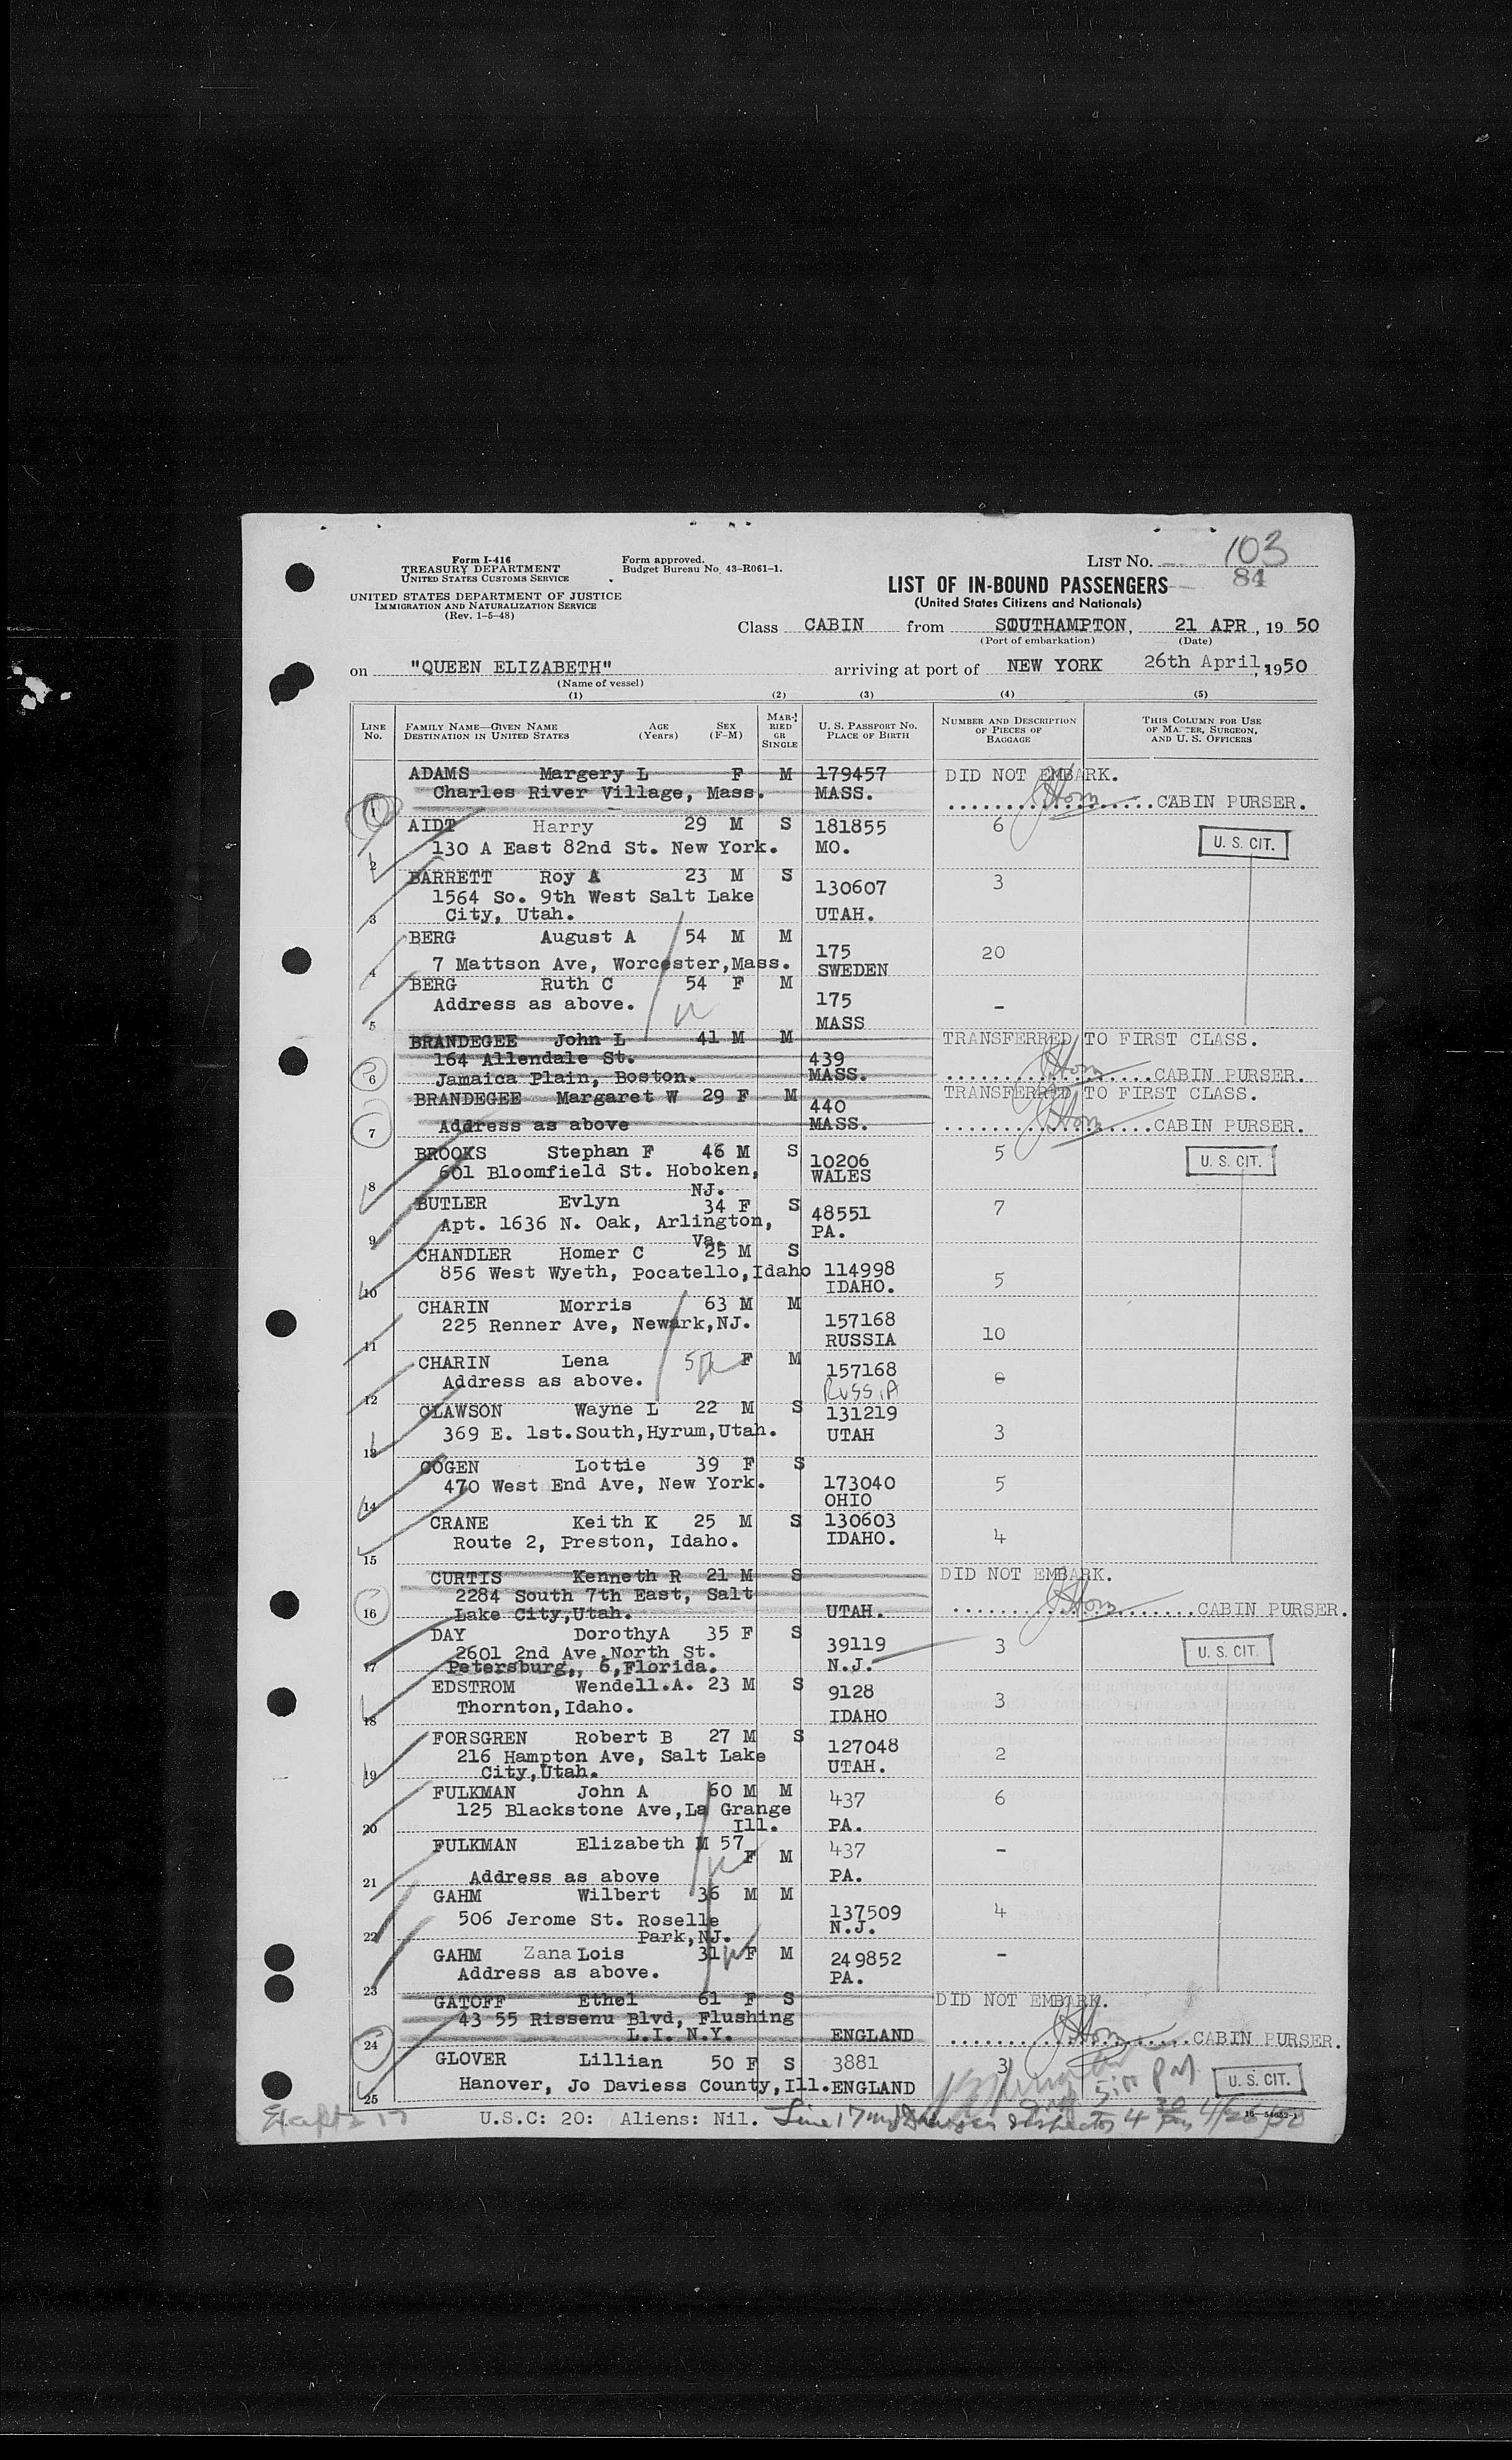 Form I-416
TREASURY DEPARTMENT
UNITED STATES CUSTOMS SERVICE
UNITED STATES DEPARTMENT OF JUSTICE
IMMIGRATION AND NATURALIZATION SERVICE
(Rev. 1-5-48)
Form approved.
Budget Bureau No. 43-R061-1.
LIST No. 103
84
LIST OF IN-BOUND PASSENGERS
(United States Citizens and Nationals)
Class CABIN from SOUTHAMPTON, 21 APR, 19 50
(Port of embarkation) (Date)
on "QUEEN ELIZABETH" arriving at port of NEW YORK 26th April, 1950
(Name of vessel)
(1) (2) (3) (4) (5)
LINE No. FAMILY NAME—GIVEN NAME DESTINATION IN UNITED STATES AGE (Years) SEX (F-M) MARRIED OR SINGLE U. S. PASSPORT NO. PLACE OF BIRTH NUMBER AND DESCRIPTION OF PIECES OF BAGGAGE THIS COLUMN FOR USE OF MASTER, SURGEON, AND U. S. OFFICERS
ADAMS Margery L F M 179457 DID NOT EMBARK.
1 Charles River Village, Mass. MASS. CABIN PURSER.
AIDT Harry 29 M S 181855 6 U. S. CIT.
2 130 A East 82nd St. New York. MO.
BARRETT Roy A 23 M S 130607 3
1564 So. 9th West Salt Lake
3 City, Utah. UTAH.
BERG August A 54 M M 175 20
4 7 Mattson Ave, Worcester,Mass. SWEDEN
BERG Ruth C 54 F M 175 -
5 Address as above. MASS
BRANDEGEE John L 41 M M TRANSFERRED TO FIRST CLASS.
164 Allendale St. 439
6 Jamaica Plain, Boston. MASS. CABIN PURSER.
BRANDEGEE Margaret W 29 F M 440 TRANSFERRED TO FIRST CLASS.
7 Address as above MASS. CABIN PURSER.
BROOKS Stephan F 46 M S 10206 5 U. S. CIT.
601 Bloomfield St. Hoboken, WALES
8 NJ.
BUTLER Evlyn 34 F S 48551 7
Apt. 1636 N. Oak, Arlington, PA.
9 Va.
CHANDLER Homer C 25 M S
10 856 West Wyeth, Pocatello,Idaho 114998 IDAHO. 5
CHARIN Morris 63 M M 157168 10
11 225 Renner Ave, Newark,NJ. RUSSIA
CHARIN Lena F M 157168
12 Address as above. RUSSIA
CLAWSON Wayne L 22 M S 131219
13 369 E. 1st.South,Hyrum,Utah. UTAH 3
COGEN Lottie 39 F S 173040 5
14 470 West End Ave, New York. OHIO
CRANE Keith K 25 M S 130603 4
15 Route 2, Preston, Idaho. IDAHO.
CURTIS Kenneth R 21 M S DID NOT EMBARK.
2284 South 7th East, Salt
16 Lake City,Utah. UTAH. CABIN PURSER.
DAY DorothyA 35 F S 39119 3 U. S. CIT.
2601 2nd Ave,North St. N.J.
17 Petersburg,, 6,Florida.
EDSTROM Wendell.A. 23 M S 9128 3
18 Thornton,Idaho. IDAHO
FORSGREN Robert B 27 M S 127048 2
216 Hampton Ave, Salt Lake UTAH.
19 City,Utah.
FULKMAN John A 60 M M 437 6
125 Blackstone Ave,La Grange
20 Ill. PA.
FULKMAN Elizabeth M 57 F M 437 -
21 Address as above PA.
GAHM Wilbert 36 M M 137509 4
506 Jerome St. Roselle N.J.
22 Park,NJ.
GAHM Zana Lois 31 F M 249852 -
23 Address as above. PA.
GATOFF Ethel 61 F S DID NOT EMBARK.
43 55 Rissenu Blvd, Flushing
24 L.I. N.Y. ENGLAND CABIN PURSER.
GLOVER Lillian 50 F S 3881 3
25 Hanover, Jo Daviess County,Ill. ENGLAND U. S. CIT.
U.S.C: 20: Aliens: Nil. Line 17